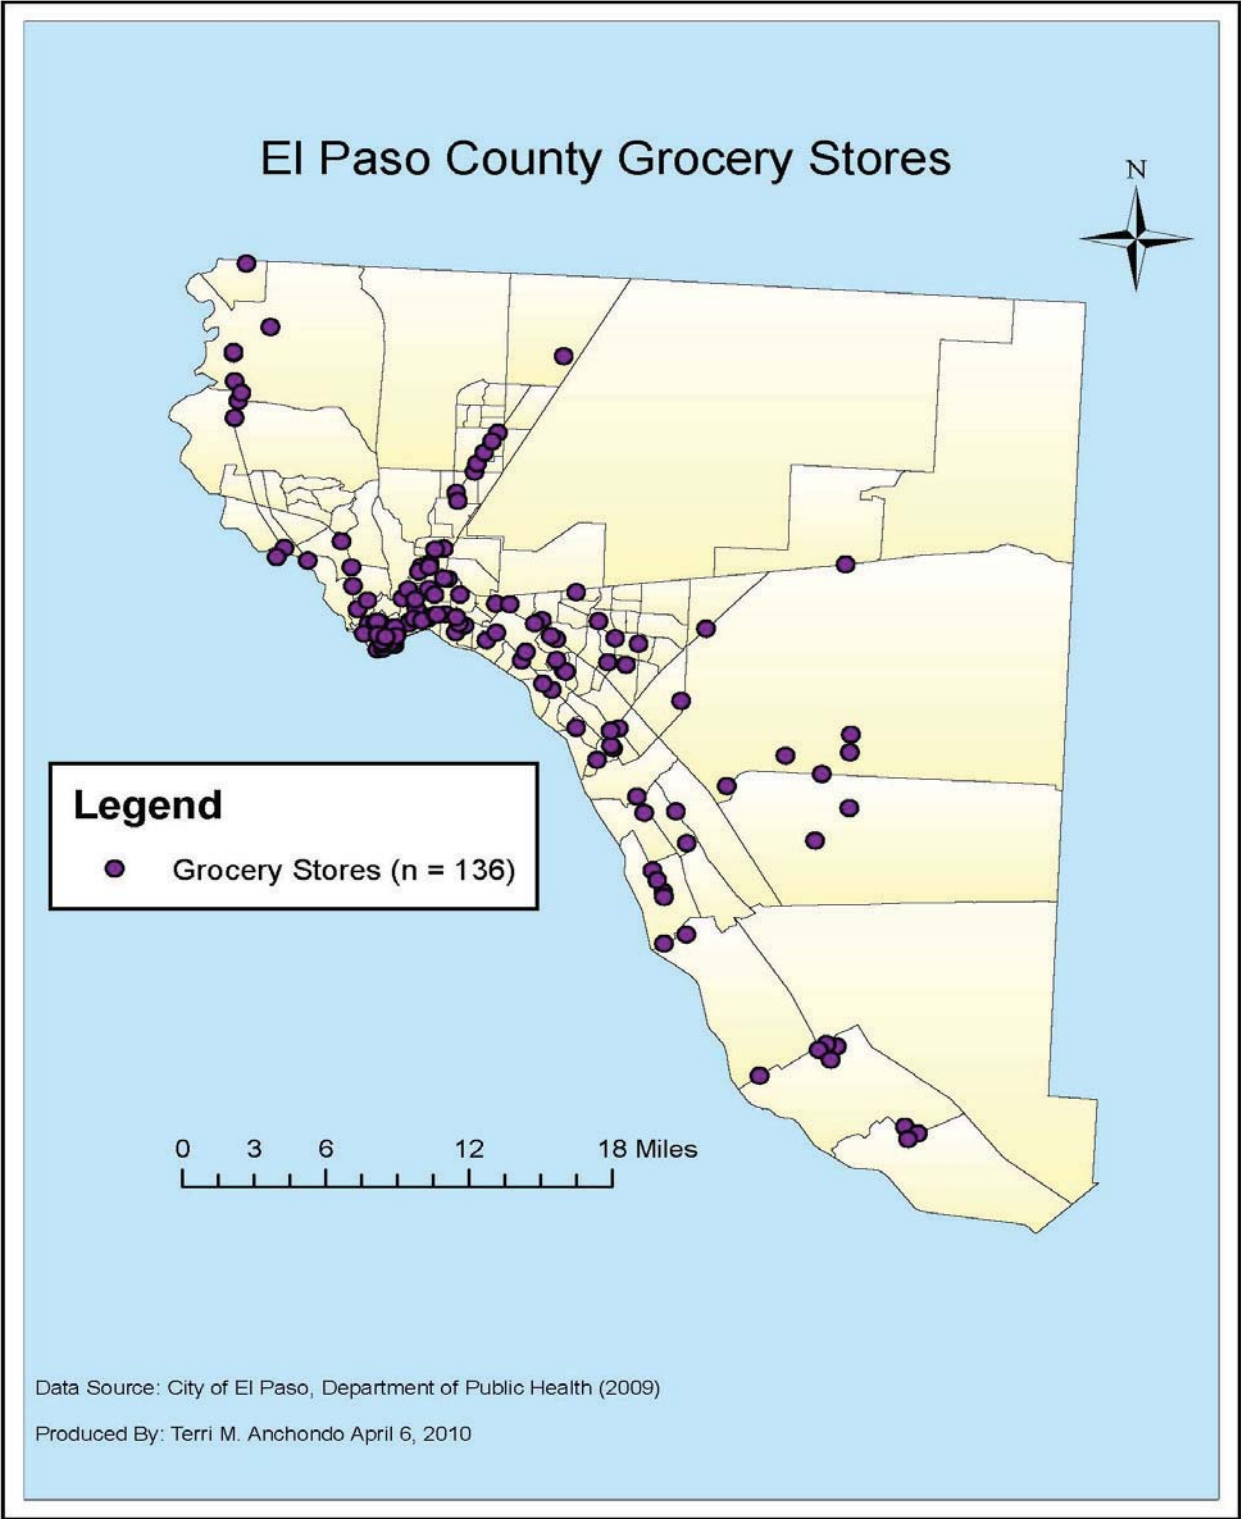 El Paso County Grocery Stores
N
Legend
Grocery Stores (n = 136)
0 3 6 12 18 Miles
Data Source: City of El Paso, Department of Public Health (2009)
Produced By: Terri M. Anchondo April 6, 2010